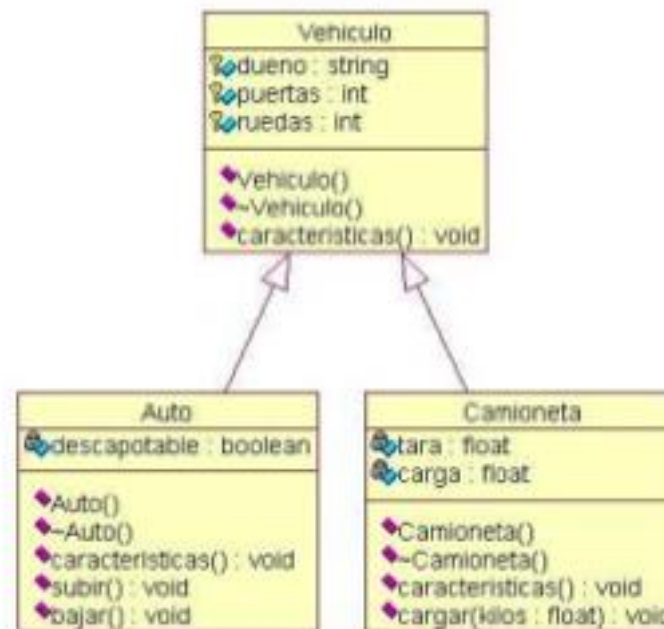 Vehiculo
dueno : string
puertas : int
ruedas : int
Vehiculo()
~Vehiculo()
caracteristicas() : void
Auto
descapotable : boolean
Auto()
~Auto()
caracteristicas() : void
subir() : void
bajar() : void
Camioneta
tara : float
carga : float
Camioneta()
~Camioneta()
caracteristicas() : void
cargar(kilos : float) : void